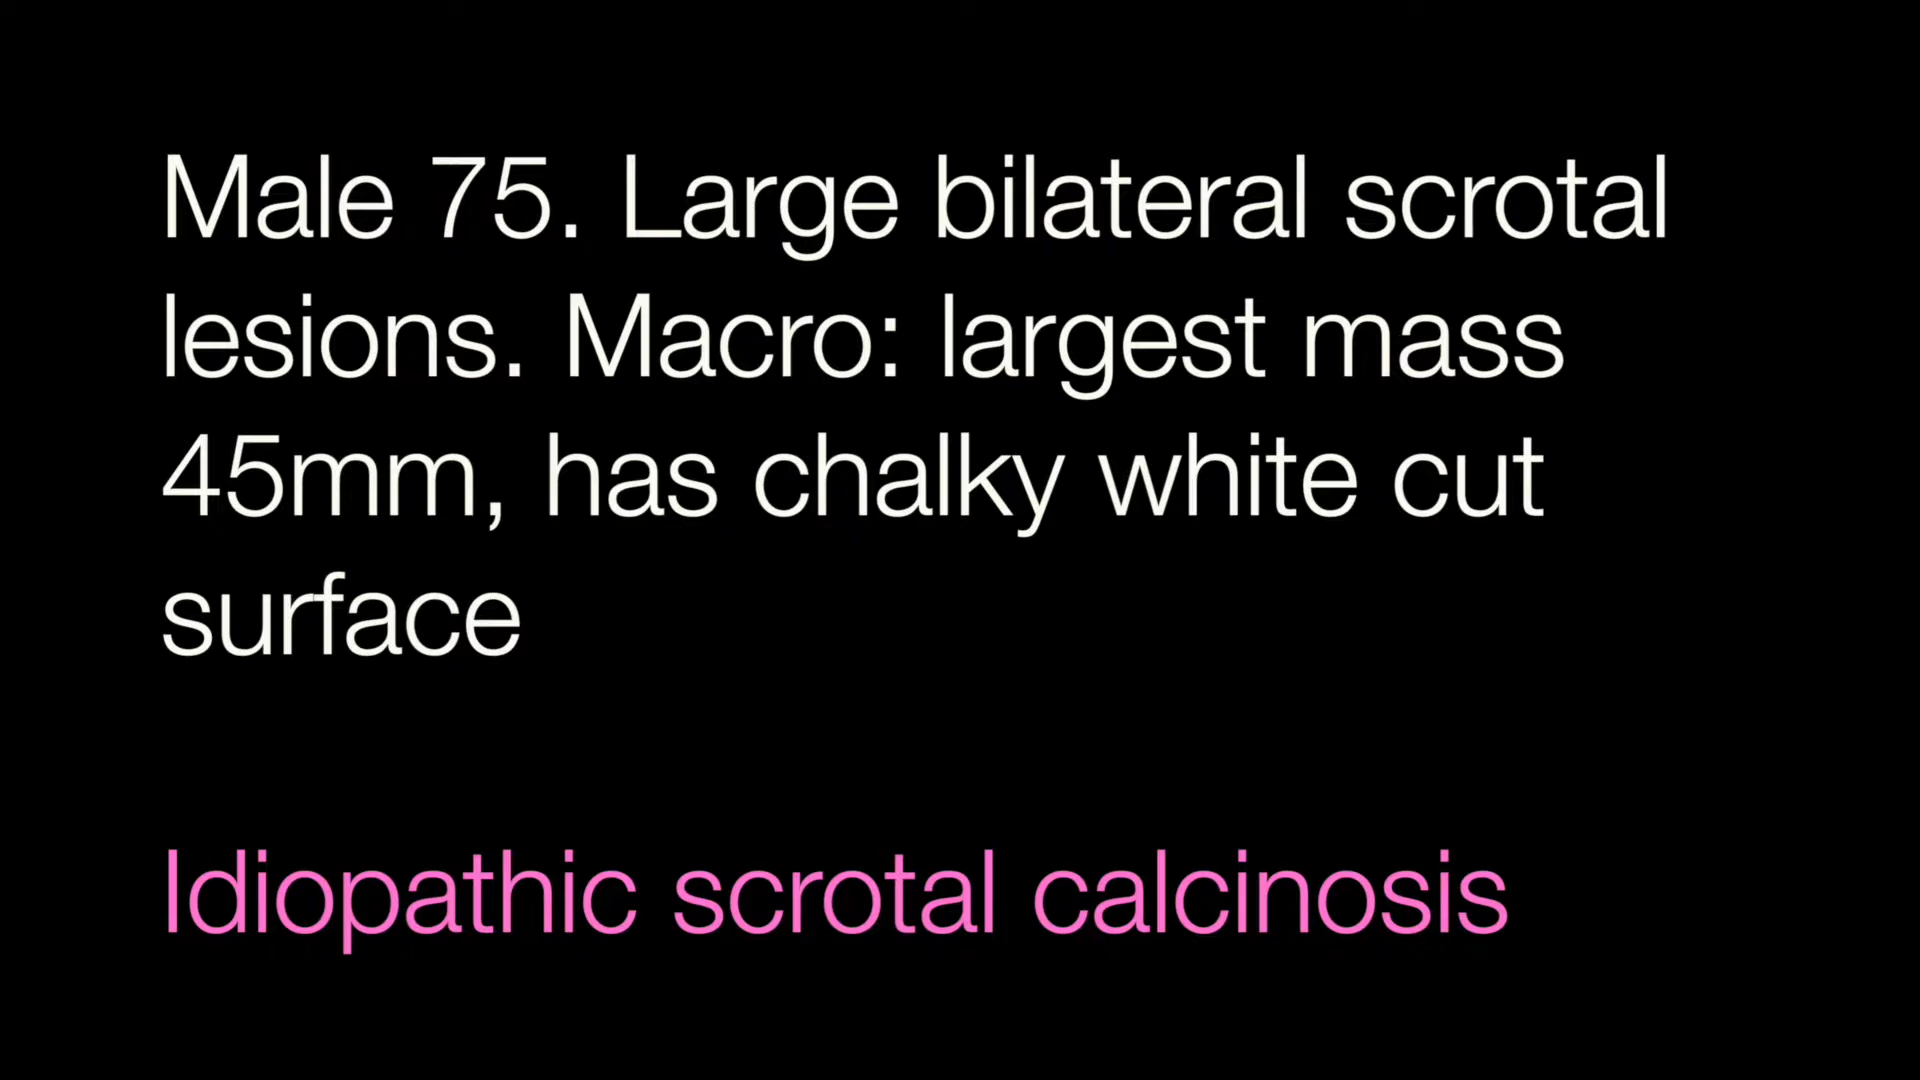 Male 75. Large bilateral scrotal
lesions. Macro: largest mass
45mm, has chalky white cut
surface
Idiopathic scrotal calcinosis